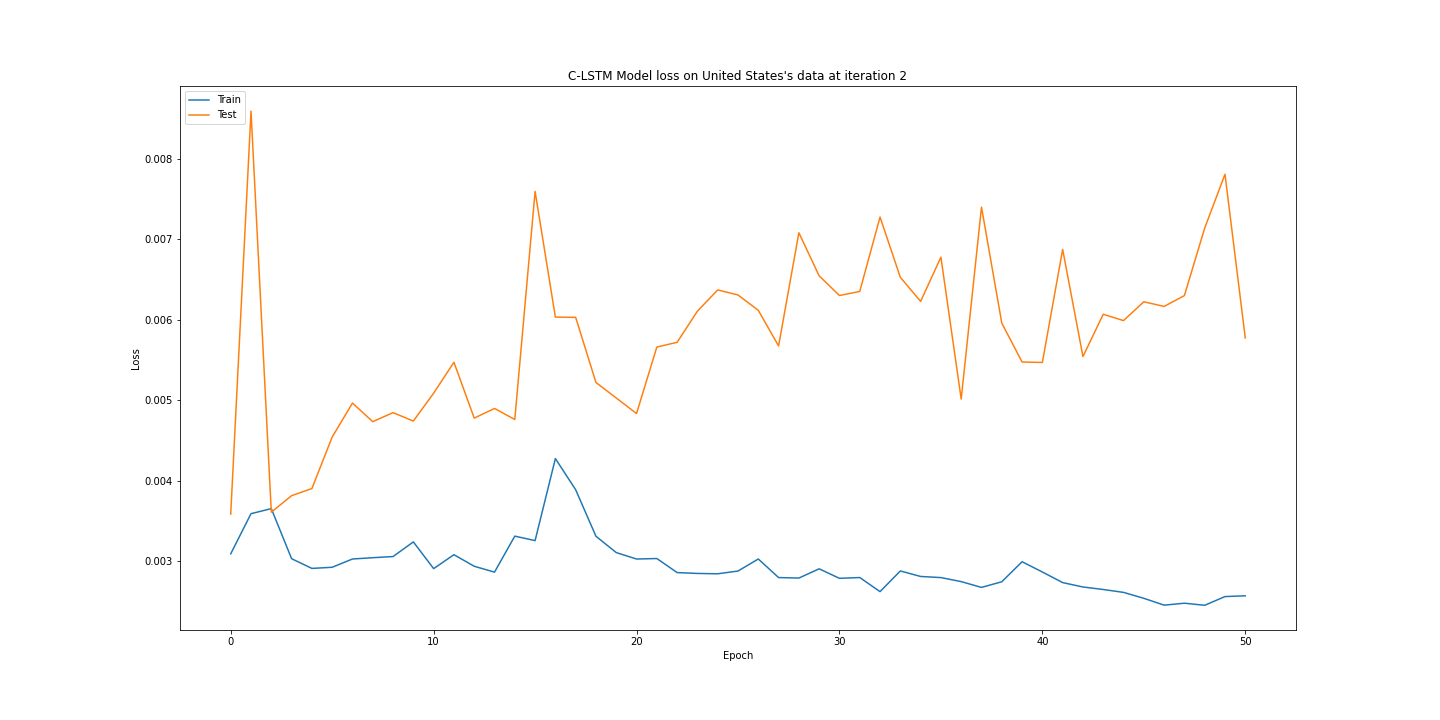 C-LSTM Model loss on United States's data at iteration 2
Train
Test
0.008
0.007
0.006
0.005
0.004
0.003
Loss
0 10 20 30 40 50
Epoch